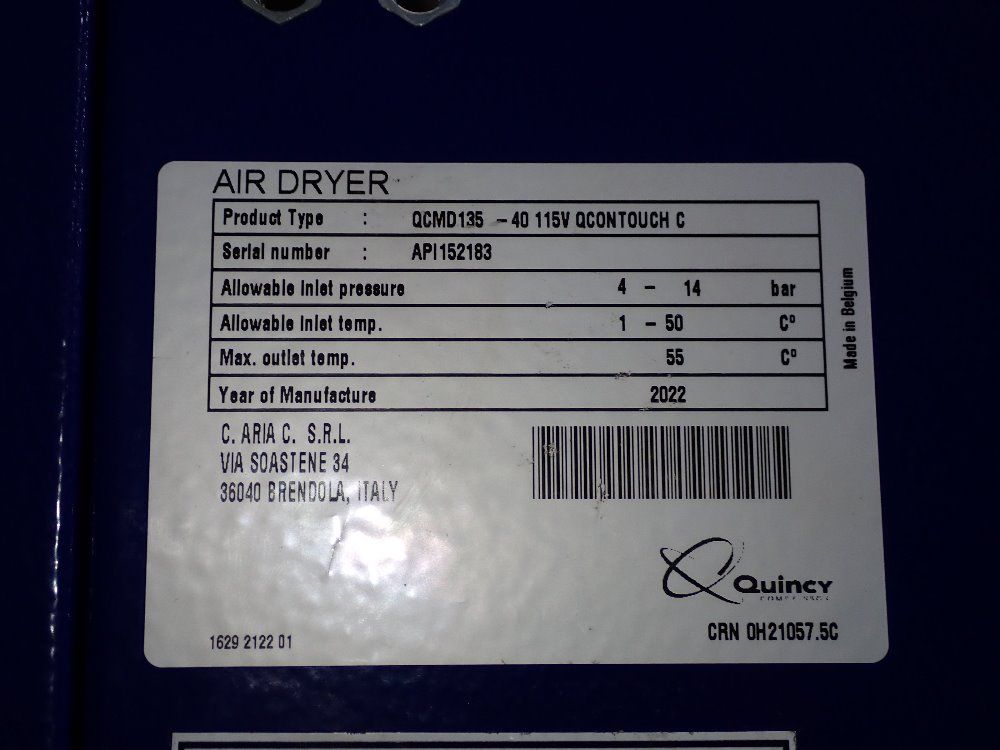 AIR DRYER
Product Type : QCMD135 – 40 115V QCONTOUCH C
Serial number : API152183
Allowable inlet pressure 4 – 14 bar
Allowable inlet temp. 1 – 50 Cº
Max. outlet temp. 55 Cº
Year of Manufacture 2022
Made in Belgium
C. ARIA C. S.R.L.
VIA SOASTENE 34
36040 BRENDOLA, ITALY
Quincy
CRN 0H21057.5C
1629 2122 01